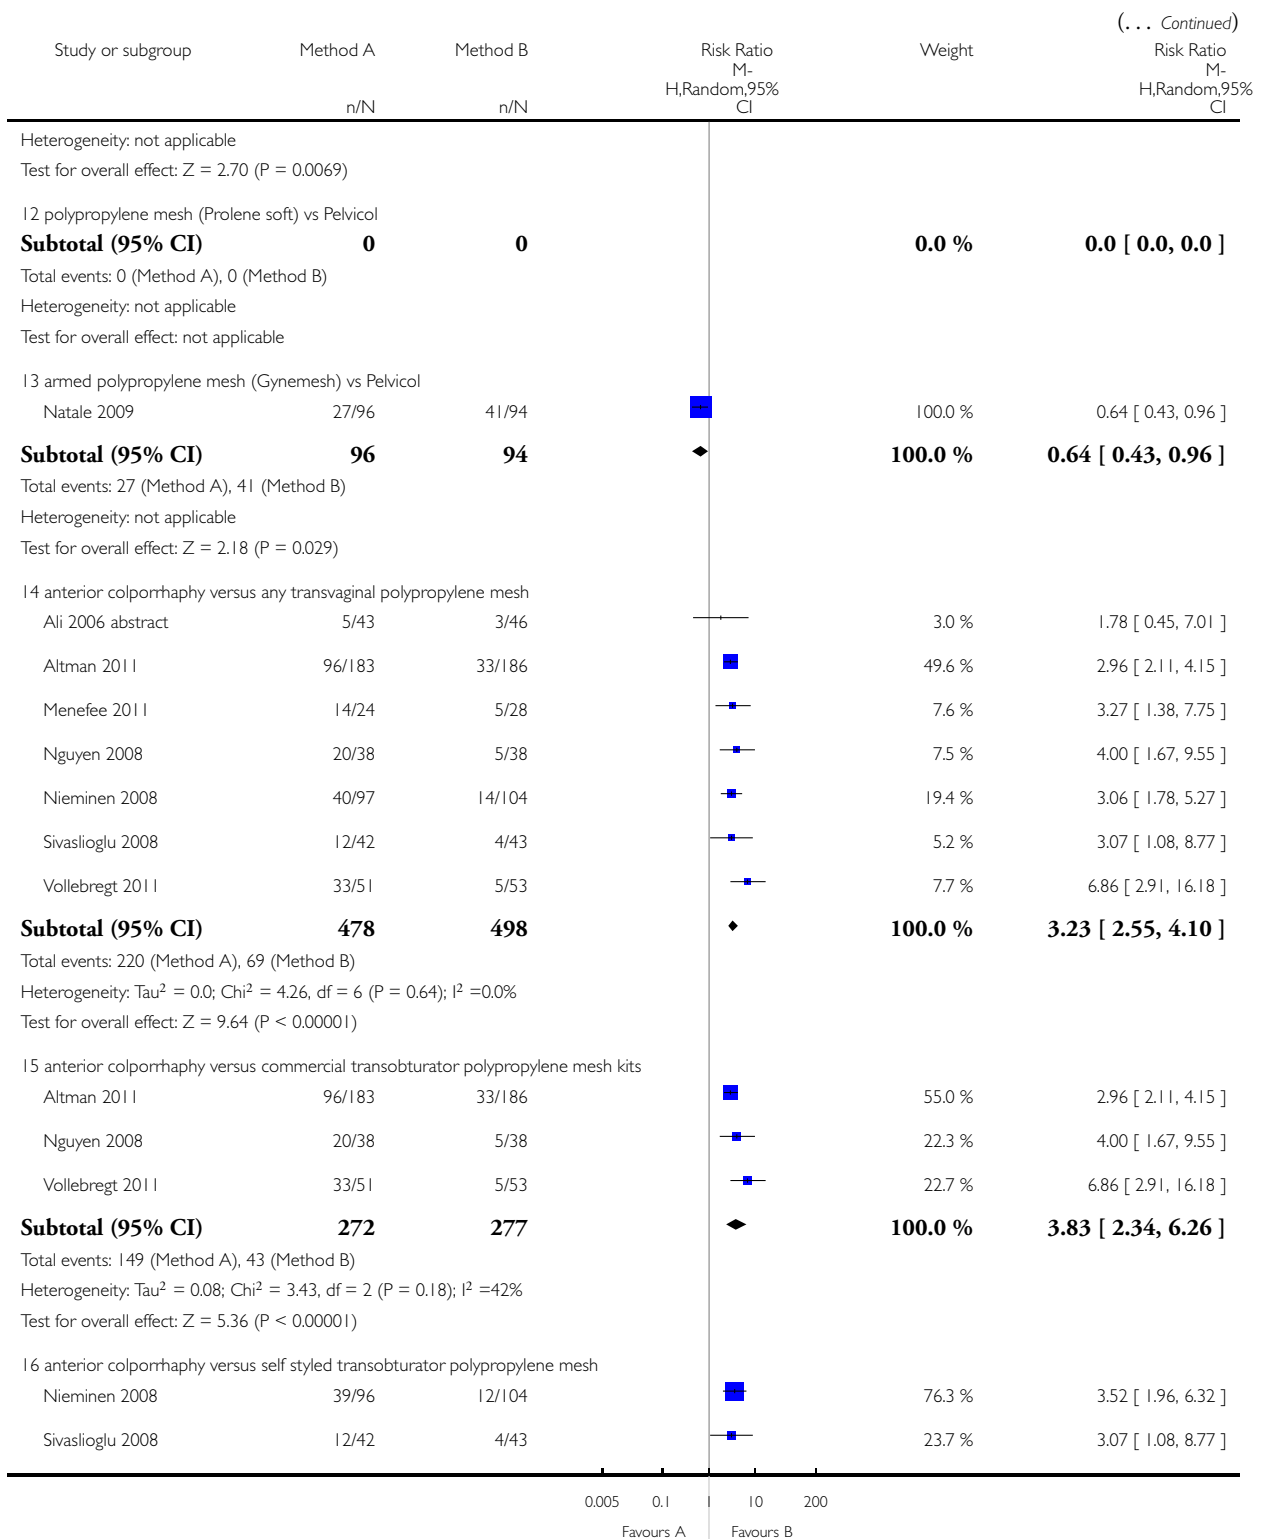 (... Continued)
Study or subgroup Method A Method B Risk Ratio Weight Risk Ratio
M- M-
H,Random,95% H,Random,95%
n/N n/N CI CI
Heterogeneity: not applicable
Test for overall effect: Z = 2.70 (P = 0.0069)
12 polypropylene mesh (Prolene soft) vs Pelvicol
Subtotal (95% CI) 0 0 0.0 % 0.0 [ 0.0, 0.0 ]
Total events: 0 (Method A), 0 (Method B)
Heterogeneity: not applicable
Test for overall effect: not applicable
13 armed polypropylene mesh (Gynemesh) vs Pelvicol
Natale 2009 27/96 41/94 100.0 % 0.64 [ 0.43, 0.96 ]
Subtotal (95% CI) 96 94 100.0 % 0.64 [ 0.43, 0.96 ]
Total events: 27 (Method A), 41 (Method B)
Heterogeneity: not applicable
Test for overall effect: Z = 2.18 (P = 0.029)
14 anterior colporrhaphy versus any transvaginal polypropylene mesh
Ali 2006 abstract 5/43 3/46 3.0 % 1.78 [ 0.45, 7.01 ]
Altman 2011 96/183 33/186 49.6 % 2.96 [ 2.11, 4.15 ]
Menefee 2011 14/24 5/28 7.6 % 3.27 [ 1.38, 7.75 ]
Nguyen 2008 20/38 5/38 7.5 % 4.00 [ 1.67, 9.55 ]
Nieminen 2008 40/97 14/104 19.4 % 3.06 [ 1.78, 5.27 ]
Sivaslioglu 2008 12/42 4/43 5.2 % 3.07 [ 1.08, 8.77 ]
Vollebregt 2011 33/51 5/53 7.7 % 6.86 [ 2.91, 16.18 ]
Subtotal (95% CI) 478 498 100.0 % 3.23 [ 2.55, 4.10 ]
Total events: 220 (Method A), 69 (Method B)
Heterogeneity: Tau² = 0.0; Chi² = 4.26, df = 6 (P = 0.64); I² =0.0%
Test for overall effect: Z = 9.64 (P < 0.00001)
15 anterior colporrhaphy versus commercial transobturator polypropylene mesh kits
Altman 2011 96/183 33/186 55.0 % 2.96 [ 2.11, 4.15 ]
Nguyen 2008 20/38 5/38 22.3 % 4.00 [ 1.67, 9.55 ]
Vollebregt 2011 33/51 5/53 22.7 % 6.86 [ 2.91, 16.18 ]
Subtotal (95% CI) 272 277 100.0 % 3.83 [ 2.34, 6.26 ]
Total events: 149 (Method A), 43 (Method B)
Heterogeneity: Tau² = 0.08; Chi² = 3.43, df = 2 (P = 0.18); I² =42%
Test for overall effect: Z = 5.36 (P < 0.00001)
16 anterior colporrhaphy versus self styled transobturator polypropylene mesh
Nieminen 2008 39/96 12/104 76.3 % 3.52 [ 1.96, 6.32 ]
Sivaslioglu 2008 12/42 4/43 23.7 % 3.07 [ 1.08, 8.77 ]
0.005 0.1 1 10 200
Favours A Favours B